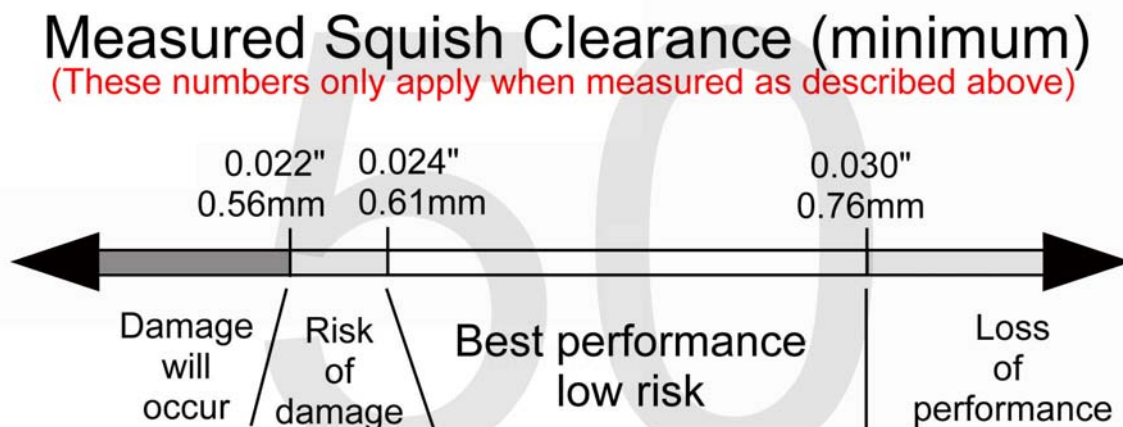 Measured Squish Clearance (minimum)
(These numbers only apply when measured as described above)
0.022" 0.024" 0.030"
0.56mm 0.61mm 0.76mm
50
Damage
will
occur
Risk
of
damage
Best performance
low risk
Loss
of
performance